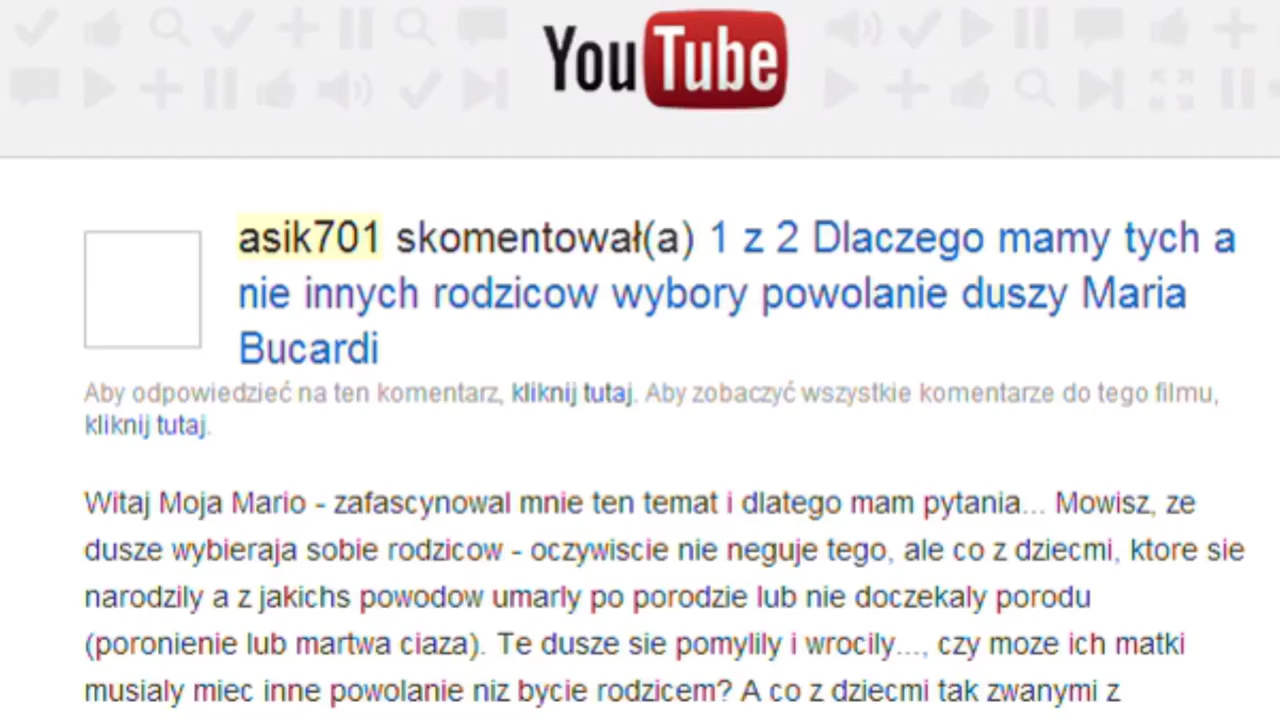 YouTube
asik701 skomentował(a) 1 z 2 Dlaczego mamy tych a
nie innych rodzicow wybory powolanie duszy Maria
Bucardi
Aby odpowiedzieć na ten komentarz, kliknij tutaj. Aby zobaczyć wszystkie komentarze do tego filmu,
kliknij tutaj.
Witaj Moja Mario - zafascynowal mnie ten temat i dlatego mam pytania... Mowisz, ze
dusze wybieraja sobie rodzicow - oczywiscie nie neguje tego, ale co z dziecmi, ktore sie
narodzily a z jakichs powodow umarly po porodzie lub nie doczekaly porodu
(poronienie lub martwa ciaza). Te dusze sie pomylily i wrocily..., czy moze ich matki
musialy miec inne powolanie niz bycie rodzicem? A co z dziecmi tak zwanymi z